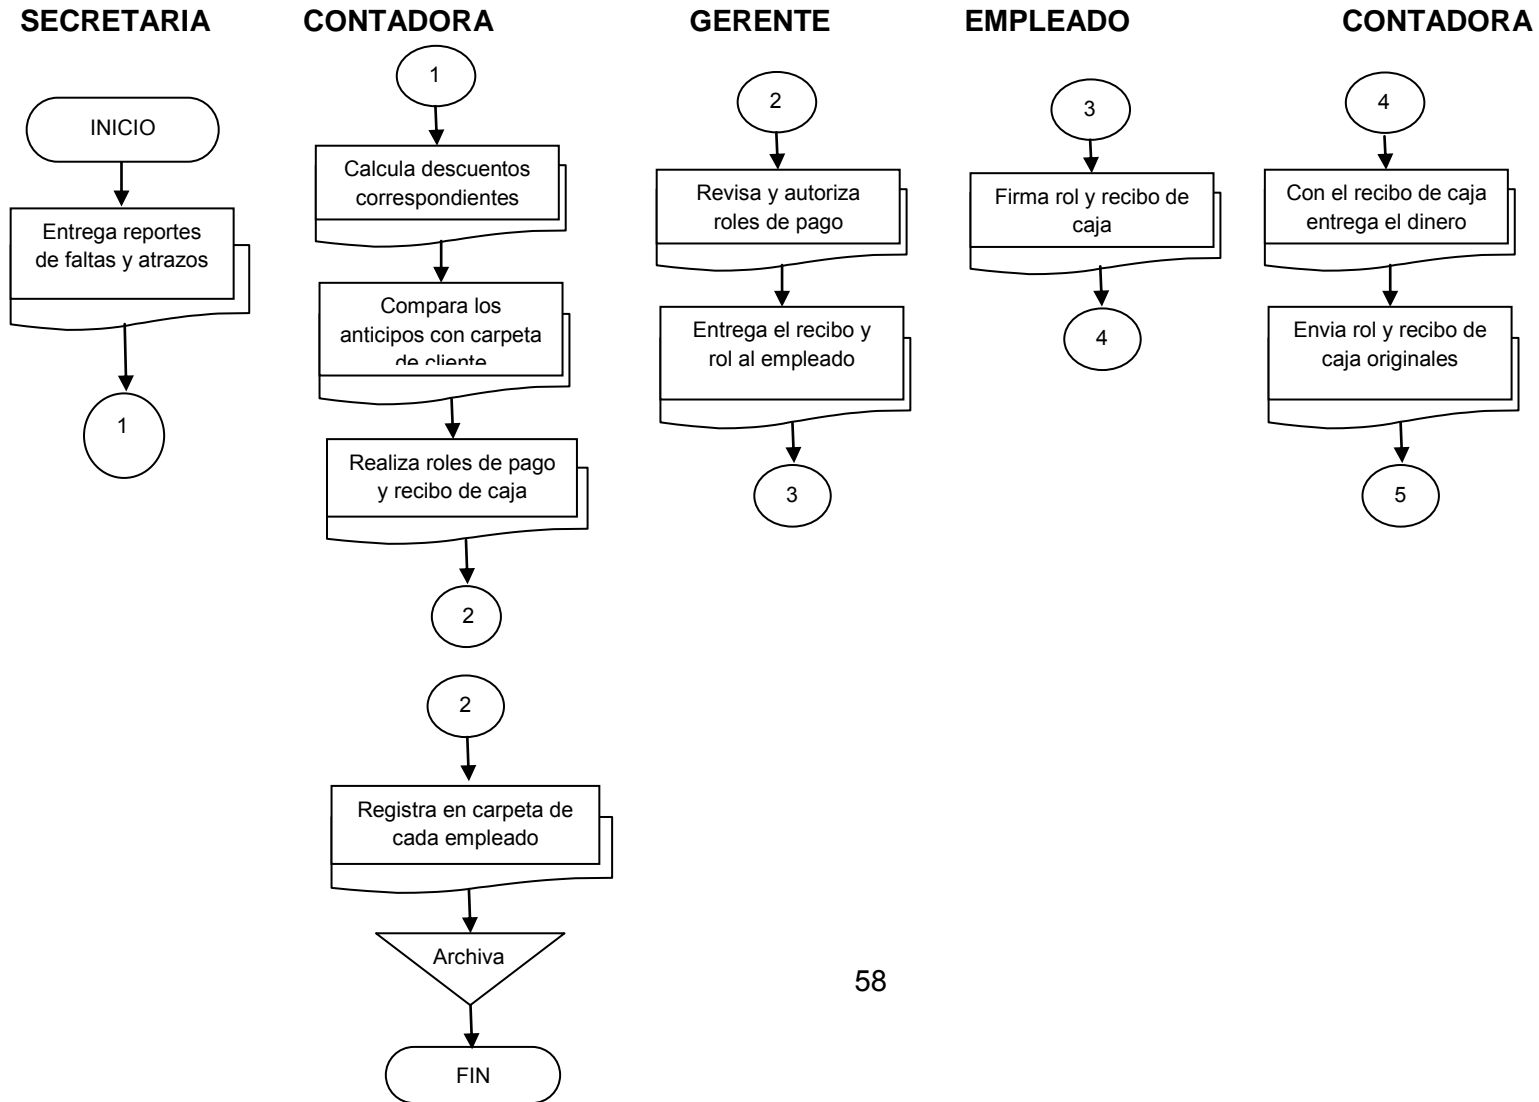 SECRETARIA
CONTADORA
GERENTE
EMPLEADO
CONTADORA
INICIO
Entrega reportes
de faltas y atrazos
1
1
Calcula descuentos
correspondientes
Compara los
anticipos con carpeta
de cliente
Realiza roles de pago
y recibo de caja
2
2
Registra en carpeta de
cada empleado
Archiva
FIN
2
Revisa y autoriza
roles de pago
Entrega el recibo y
rol al empleado
3
3
Firma rol y recibo de
caja
4
4
Con el recibo de caja
entrega el dinero
Envia rol y recibo de
caja originales
5
58